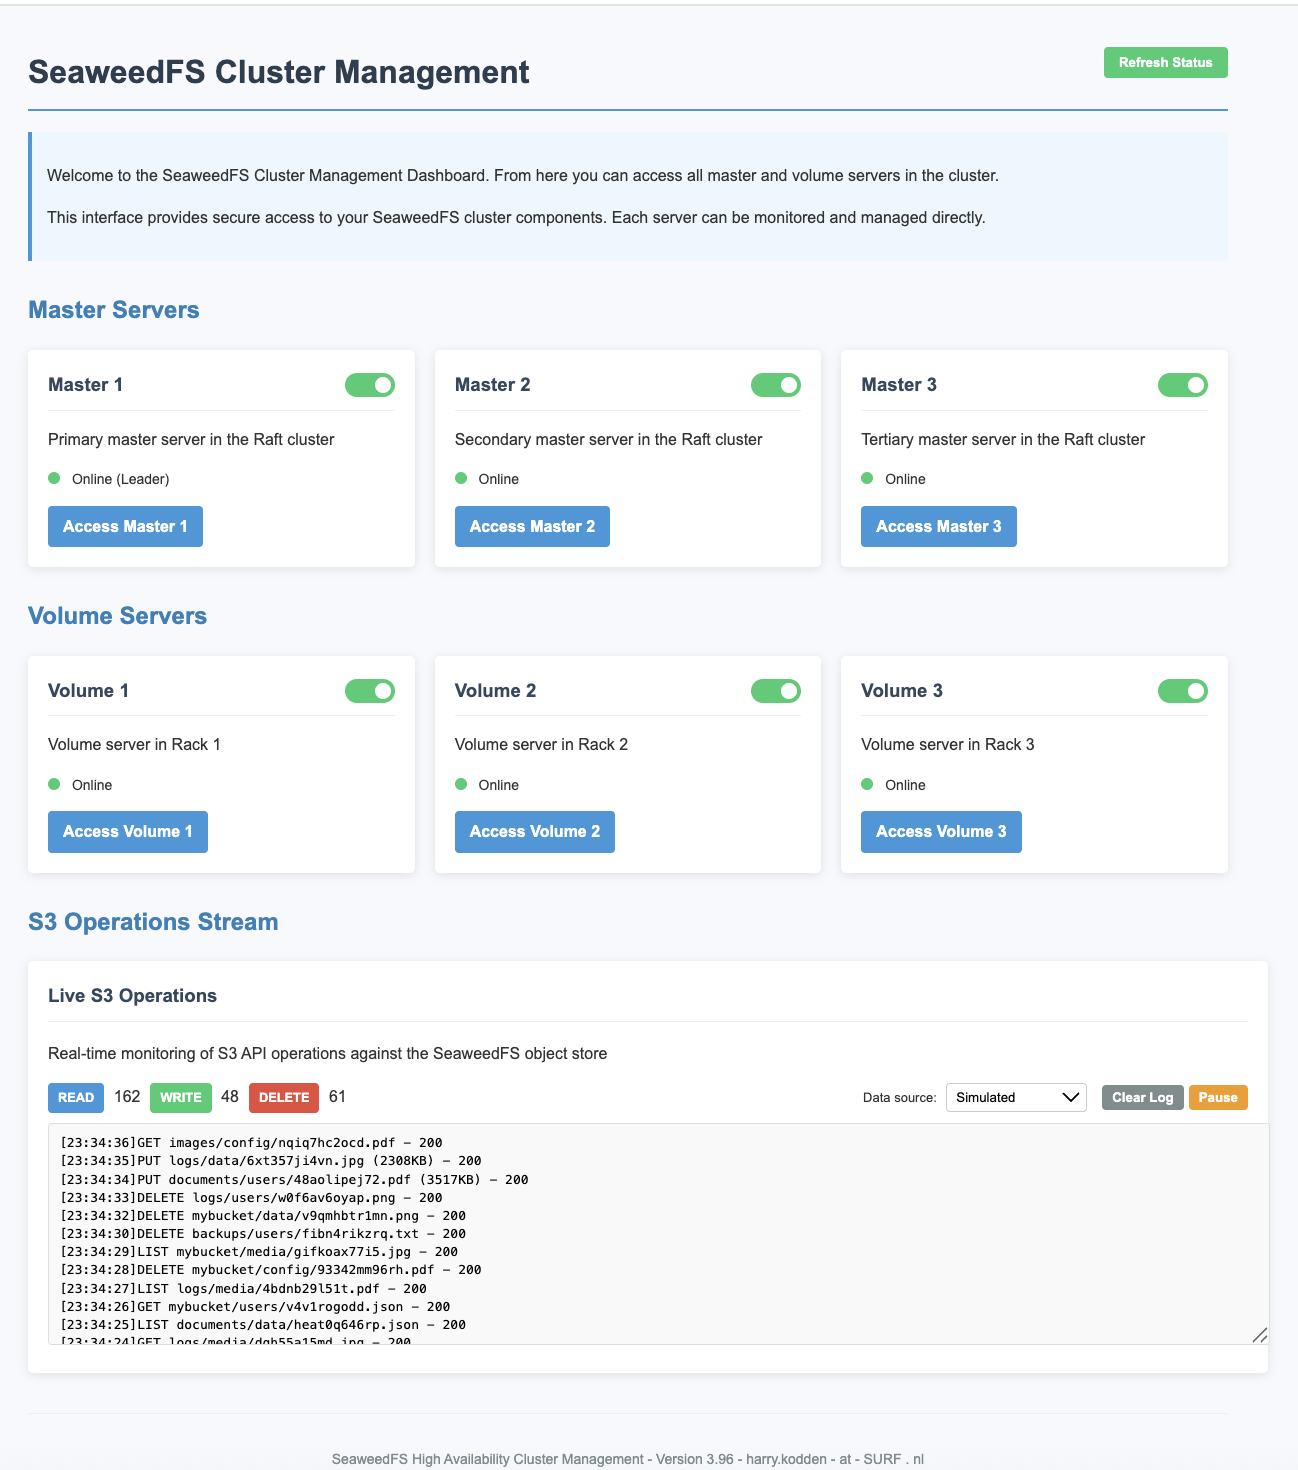 SeaweedFS Cluster Management
Refresh Status
Welcome to the SeaweedFS Cluster Management Dashboard. From here you can access all master and volume servers in the cluster.
This interface provides secure access to your SeaweedFS cluster components. Each server can be monitored and managed directly.
Master Servers
Master 1
Primary master server in the Raft cluster
Online (Leader)
Access Master 1
Master 2
Secondary master server in the Raft cluster
Online
Access Master 2
Master 3
Tertiary master server in the Raft cluster
Online
Access Master 3
Volume Servers
Volume 1
Volume server in Rack 1
Online
Access Volume 1
Volume 2
Volume server in Rack 2
Online
Access Volume 2
Volume 3
Volume server in Rack 3
Online
Access Volume 3
S3 Operations Stream
Live S3 Operations
Real-time monitoring of S3 API operations against the SeaweedFS object store
READ 162 WRITE 48 DELETE 61 Data source: Simulated Clear Log Pause
[23:34:36]GET images/config/nqiq7hc2ocd.pdf – 200
[23:34:35]PUT logs/data/6xt357ji4vn.jpg (2308KB) – 200
[23:34:34]PUT documents/users/48aolipej72.pdf (3517KB) – 200
[23:34:33]DELETE logs/users/w0f6av6oyap.png – 200
[23:34:32]DELETE mybucket/data/v9qmhbtr1mn.png – 200
[23:34:30]DELETE backups/users/fibn4rikzrq.txt – 200
[23:34:29]LIST mybucket/media/gifkoax77i5.jpg – 200
[23:34:28]DELETE mybucket/config/93342mm96rh.pdf – 200
[23:34:27]LIST logs/media/4bdnb29l51t.pdf – 200
[23:34:26]GET mybucket/users/v4v1rogodd.json – 200
[23:34:25]LIST documents/data/heat0q646rp.json – 200
[23:34:24]GET – 200
SeaweedFS High Availability Cluster Management - Version 3.96 - harry.kodden - at - SURF . nl